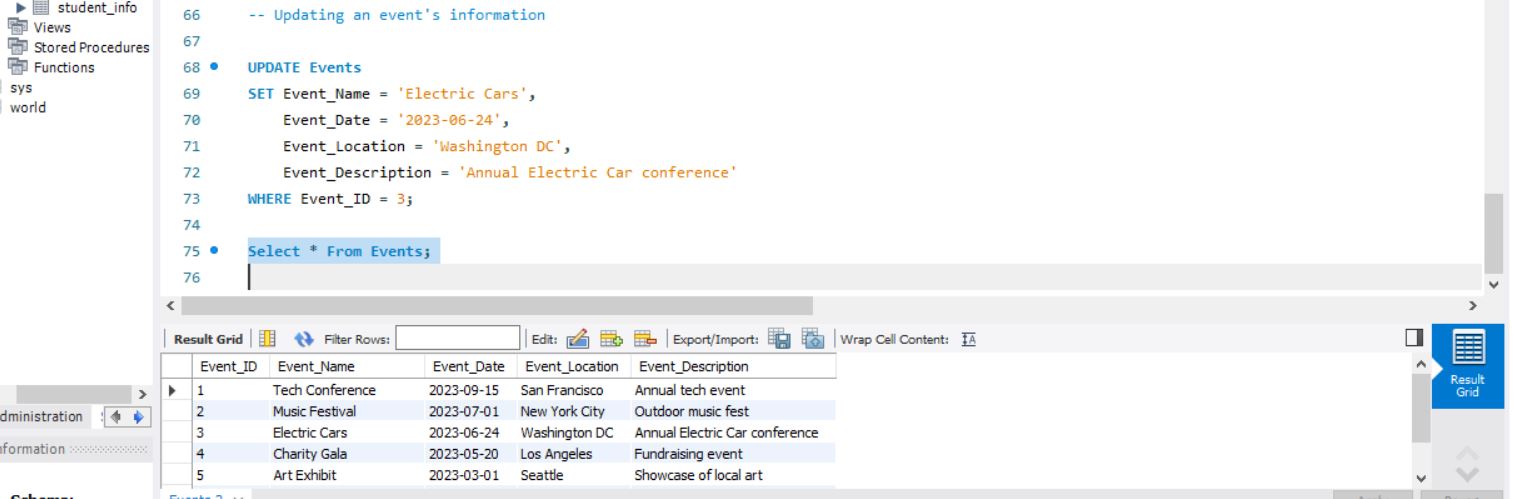 student_info
Views
Stored Procedures
Functions
sys
world
66 -- Updating an event's information
67
68 UPDATE Events
69 SET Event_Name = 'Electric Cars',
70 Event_Date = '2023-06-24',
71 Event_Location = 'Washington DC',
72 Event_Description = 'Annual Electric Car conference'
73 WHERE Event_ID = 3;
74
75 Select * From Events;
76
Result Grid Filter Rows: Edit: Export/Import: Wrap Cell Content:
Event_ID Event_Name Event_Date Event_Location Event_Description
1 Tech Conference 2023-09-15 San Francisco Annual tech event
2 Music Festival 2023-07-01 New York City Outdoor music fest
3 Electric Cars 2023-06-24 Washington DC Annual Electric Car conference
4 Charity Gala 2023-05-20 Los Angeles Fundraising event
5 Art Exhibit 2023-03-01 Seattle Showcase of local art
Result
Grid
dministration
nformation
Schema: